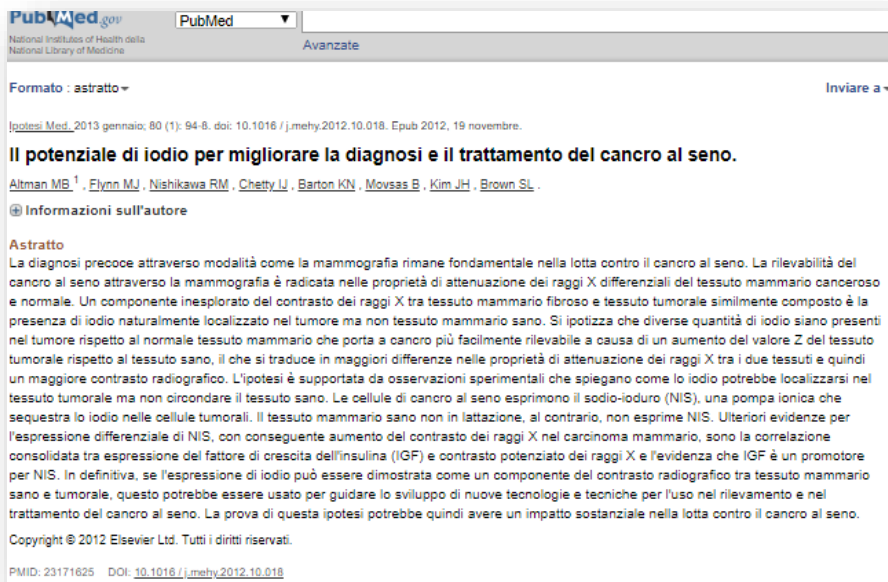 PubMed.gov
PubMed ▼
National Institutes of Health della
National Library of Medicine
Avanzate
Formato : astratto
Inviare a
Ipotesi Med. 2013 gennaio; 80 (1): 94-8. doi: 10.1016 / j.mehy.2012.10.018. Epub 2012, 19 novembre.
Il potenziale di iodio per migliorare la diagnosi e il trattamento del cancro al seno.
Altman MB 1 , Flynn MJ , Nishikawa RM , Chetty IJ , Barton KN , Movsas B , Kim JH , Brown SL .
Informazioni sull'autore
Astratto
La diagnosi precoce attraverso modalità come la mammografia rimane fondamentale nella lotta contro il cancro al seno. La rilevabilità del
cancro al seno attraverso la mammografia è radicata nelle proprietà di attenuazione dei raggi X differenziali del tessuto mammario canceroso
e normale. Un componente inesplorato del contrasto dei raggi X tra tessuto mammario fibroso e tessuto tumorale similmente composto è la
presenza di iodio naturalmente localizzato nel tumore ma non tessuto mammario sano. Si ipotizza che diverse quantità di iodio siano presenti
nel tumore rispetto al normale tessuto mammario che porta a cancro più facilmente rilevabile a causa di un aumento del valore Z del tessuto
tumorale rispetto al tessuto sano, il che si traduce in maggiori differenze nelle proprietà di attenuazione dei raggi X tra i due tessuti e quindi
un maggiore contrasto radiografico. L'ipotesi è supportata da osservazioni sperimentali che spiegano come lo iodio potrebbe localizzarsi nel
tessuto tumorale ma non circondare il tessuto sano. Le cellule di cancro al seno esprimono il sodio-ioduro (NIS), una pompa ionica che
sequestra lo iodio nelle cellule tumorali. Il tessuto mammario sano non in lattazione, al contrario, non esprime NIS. Ulteriori evidenze per
l'espressione differenziale di NIS, con conseguente aumento del contrasto dei raggi X nel carcinoma mammario, sono la correlazione
consolidata tra espressione del fattore di crescita dell'insulina (IGF) e contrasto potenziato dei raggi X e l'evidenza che IGF è un promotore
per NIS. In definitiva, se l'espressione di iodio può essere dimostrata come un componente del contrasto radiografico tra tessuto mammario
sano e tumorale, questo potrebbe essere usato per guidare lo sviluppo di nuove tecnologie e tecniche per l'uso nel rilevamento e nel
trattamento del cancro al seno. La prova di questa ipotesi potrebbe quindi avere un impatto sostanziale nella lotta contro il cancro al seno.
Copyright © 2012 Elsevier Ltd. Tutti i diritti riservati.
PMID: 23171625 DOI: 10.1016 / j.mehy.2012.10.018